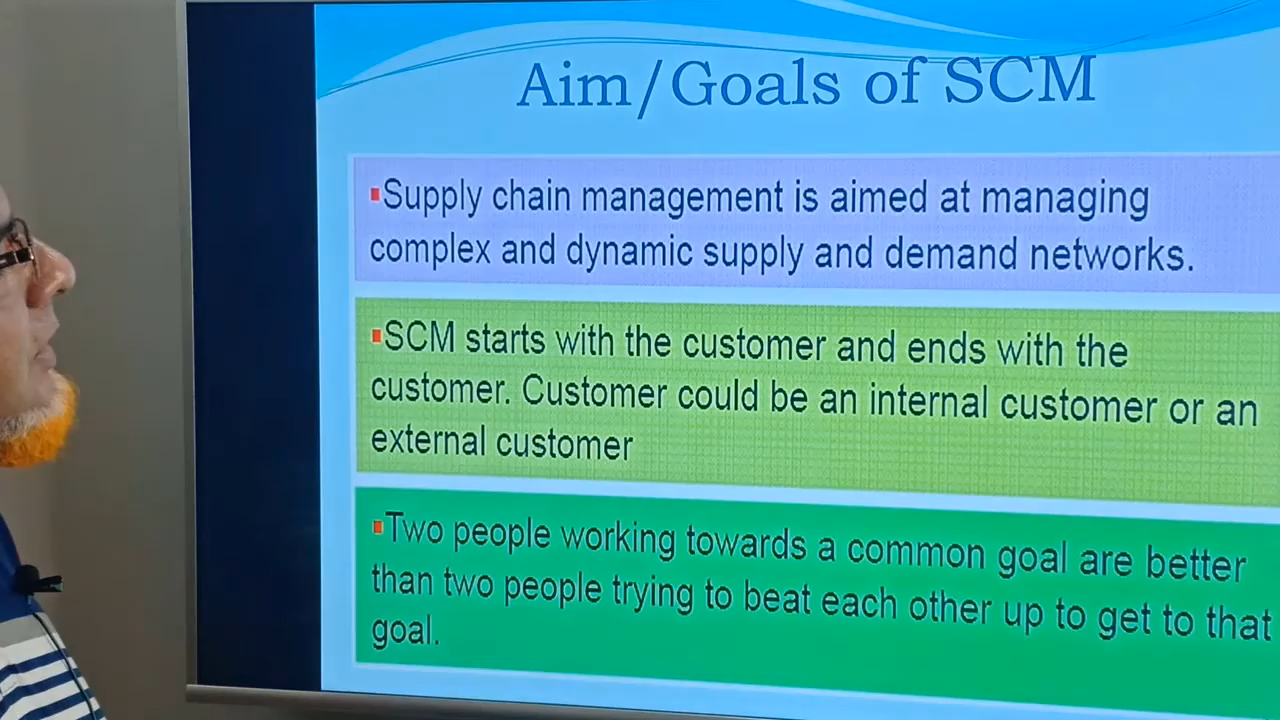 Aim/Goals of SCM
▪Supply chain management is aimed at managing
complex and dynamic supply and demand networks.
▪SCM starts with the customer and ends with the
customer. Customer could be an internal customer or an
external customer
▪Two people working towards a common goal are better
than two people trying to beat each other up to get to that
goal.